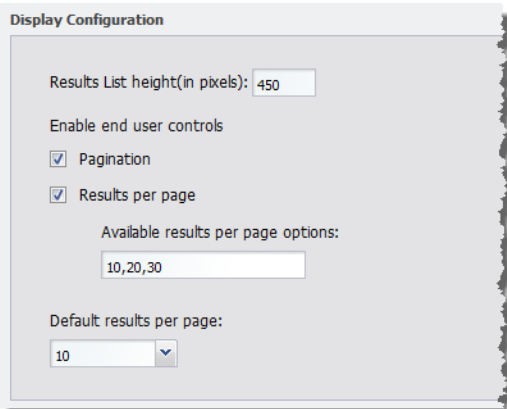 Display Configuration
Results List height(in pixels): 450
Enable end user controls
Pagination
Results per page
Available results per page options:
10,20,30
Default results per page:
10